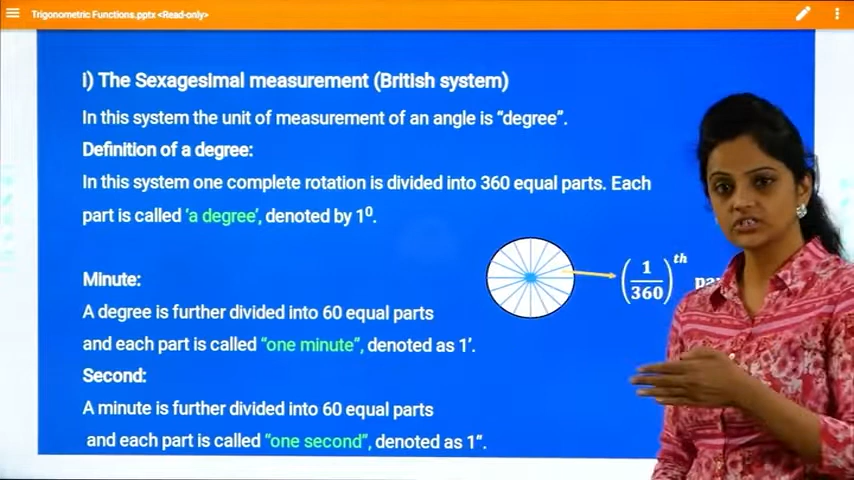 Trigonometric Functions.pptx <Read-only>
i) The Sexagesimal measurement (British system)
In this system the unit of measurement of an angle is “degree”.
Definition of a degree:
In this system one complete rotation is divided into 360 equal parts. Each
part is called ‘a degree’, denoted by 1⁰.
(1/360)ᵗʰ
Minute:
A degree is further divided into 60 equal parts
and each part is called “one minute”, denoted as 1’.
Second:
A minute is further divided into 60 equal parts
and each part is called “one second”, denoted as 1“.